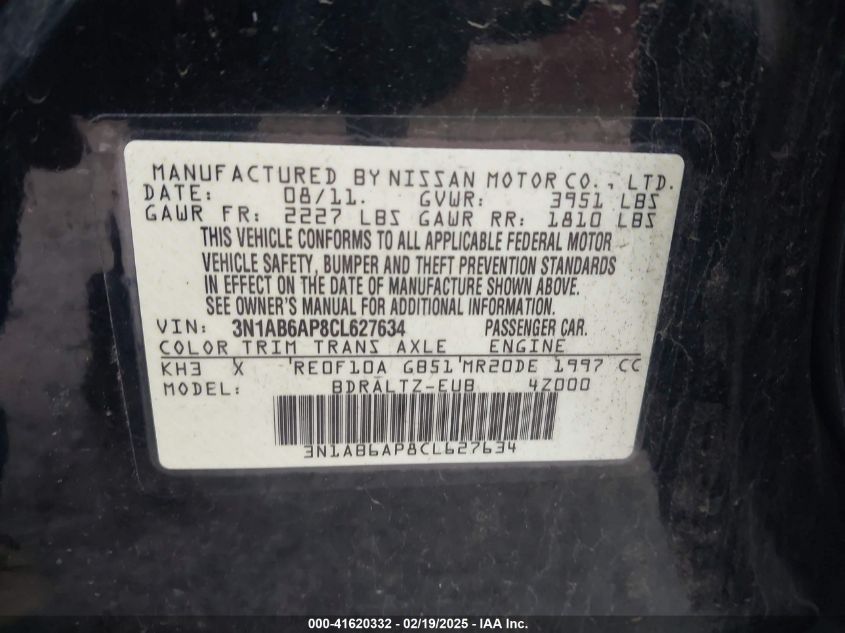 MANUFACTURED BY NISSAN MOTOR CO., LTD.
DATE: 08/11. GVWR: 3951 LBS
GAWR FR: 2227 LBS GAWR RR: 1810 LBS
THIS VEHICLE CONFORMS TO ALL APPLICABLE FEDERAL MOTOR
VEHICLE SAFETY, BUMPER AND THEFT PREVENTION STANDARDS
IN EFFECT ON THE DATE OF MANUFACTURE SHOWN ABOVE.
SEE OWNER'S MANUAL FOR ADDITIONAL INFORMATION.
VIN: 3N1AB6AP8CL627634 PASSENGER CAR.
COLOR TRIM TRANS AXLE ENGINE
KH3 X RE0F10A GB51 MR20DE 1997 CC
MODEL: BDRALTZ-EUB 4Z000
3N1AB6AP8CL627634
000-41620332 - 02/19/2025 - IAA Inc.